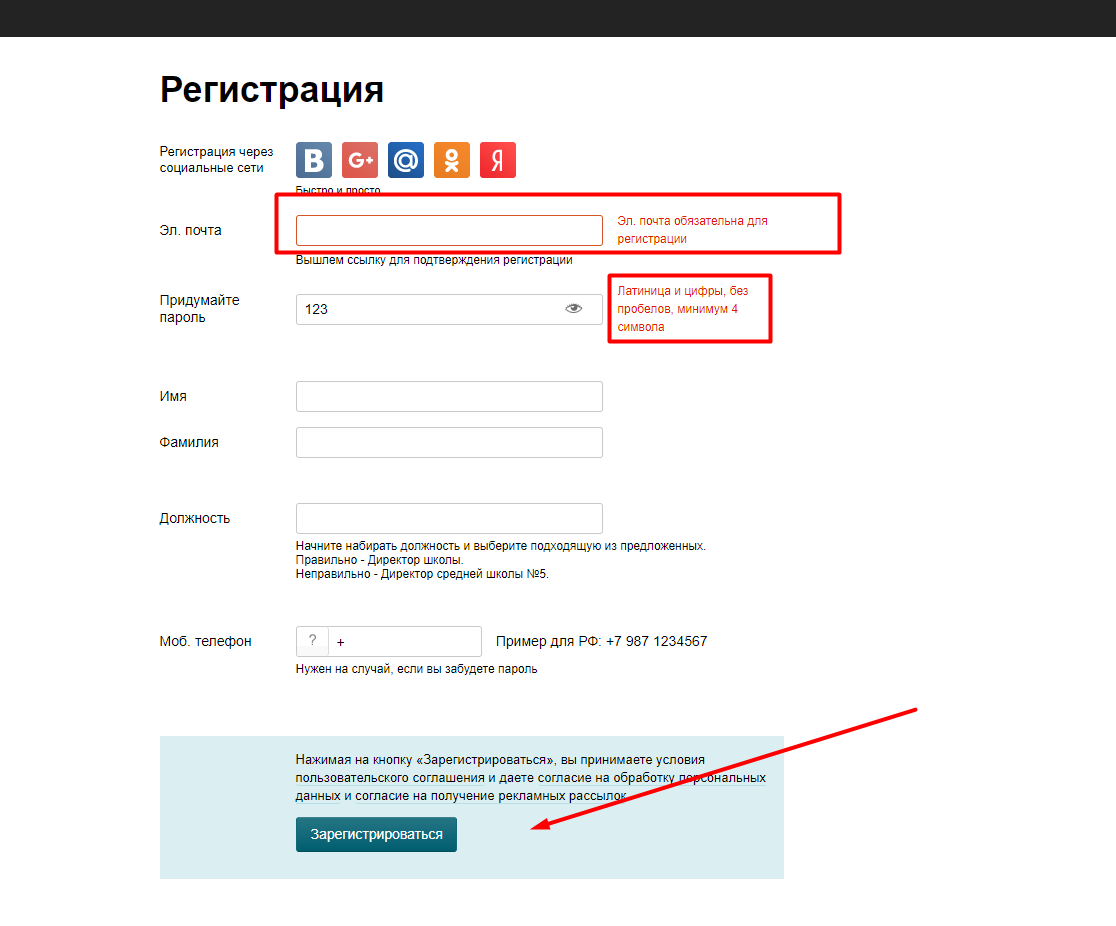 Регистрация
Регистрация через
социальные сети
В G+ @ Я
Быстро и просто
Эл. почта
Эл. почта обязательна для
регистрации
Вышлем ссылку для подтверждения регистрации
Придумайте
пароль
123
Латиница и цифры, без
пробелов, минимум 4
символа
Имя
Фамилия
Должность
Начните набирать должность и выберите подходящую из предложенных.
Правильно - Директор школы.
Неправильно - Директор средней школы №5.
Моб. телефон
? +
Пример для РФ: +7 987 1234567
Нужен на случай, если вы забудете пароль
Нажимая на кнопку «Зарегистрироваться», вы принимаете условия
пользовательского соглашения и даете согласие на обработку персональных
данных и согласие на получение рекламных рассылок
Зарегистрироваться